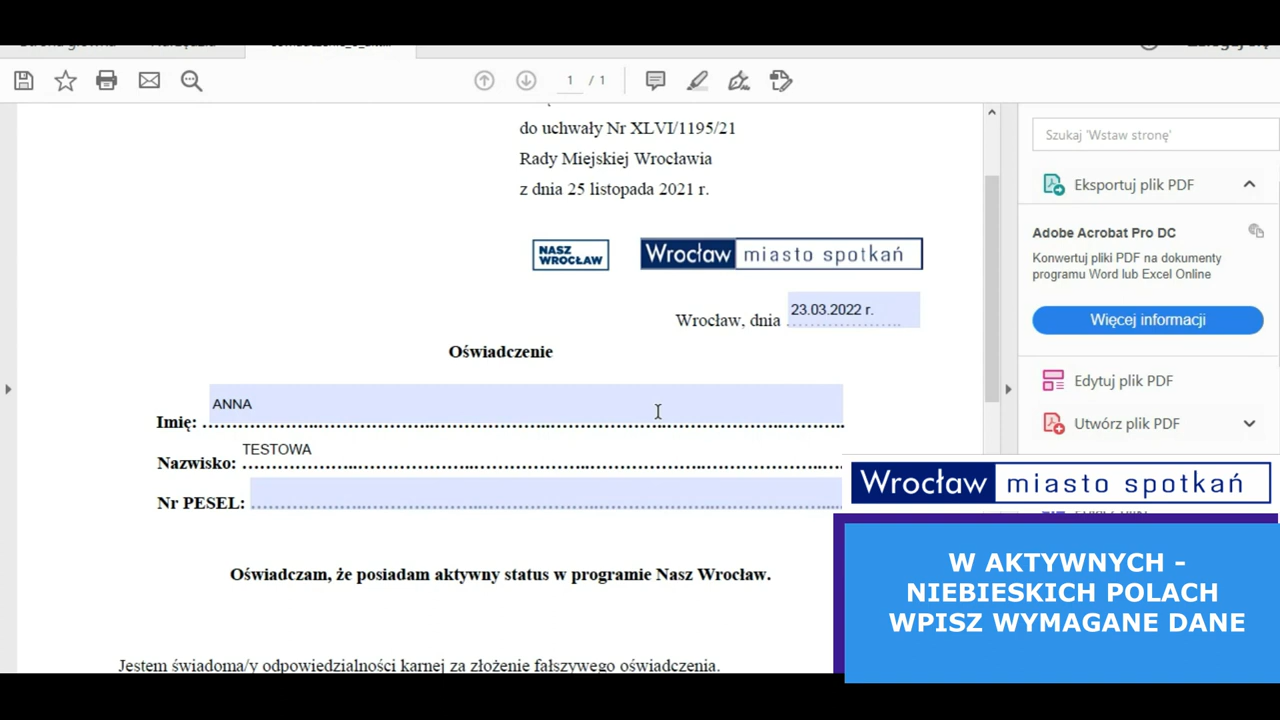 1 / 1
do uchwały Nr XLVI/1195/21
Rady Miejskiej Wrocławia
z dnia 25 listopada 2021 r.
NASZ
WROCŁAW
Wrocław miasto spotkań
Wrocław, dnia 23.03.2022 r.
Oświadczenie
Imię: ANNA
Nazwisko: TESTOWA
Nr PESEL:
Oświadczam, że posiadam aktywny status w programie Nasz Wrocław.
Jestem świadoma/y odpowiedzialności karnej za złożenie fałszywego oświadczenia.
Szukaj 'Wstaw stronę'
Eksportuj plik PDF
Adobe Acrobat Pro DC
Konwertuj pliki PDF na dokumenty
programu Word lub Excel Online
Więcej informacji
Edytuj plik PDF
Utwórz plik PDF
Wrocław miasto spotkań
W AKTYWNYCH -
NIEBIESKICH POLACH
WPISZ WYMAGANE DANE